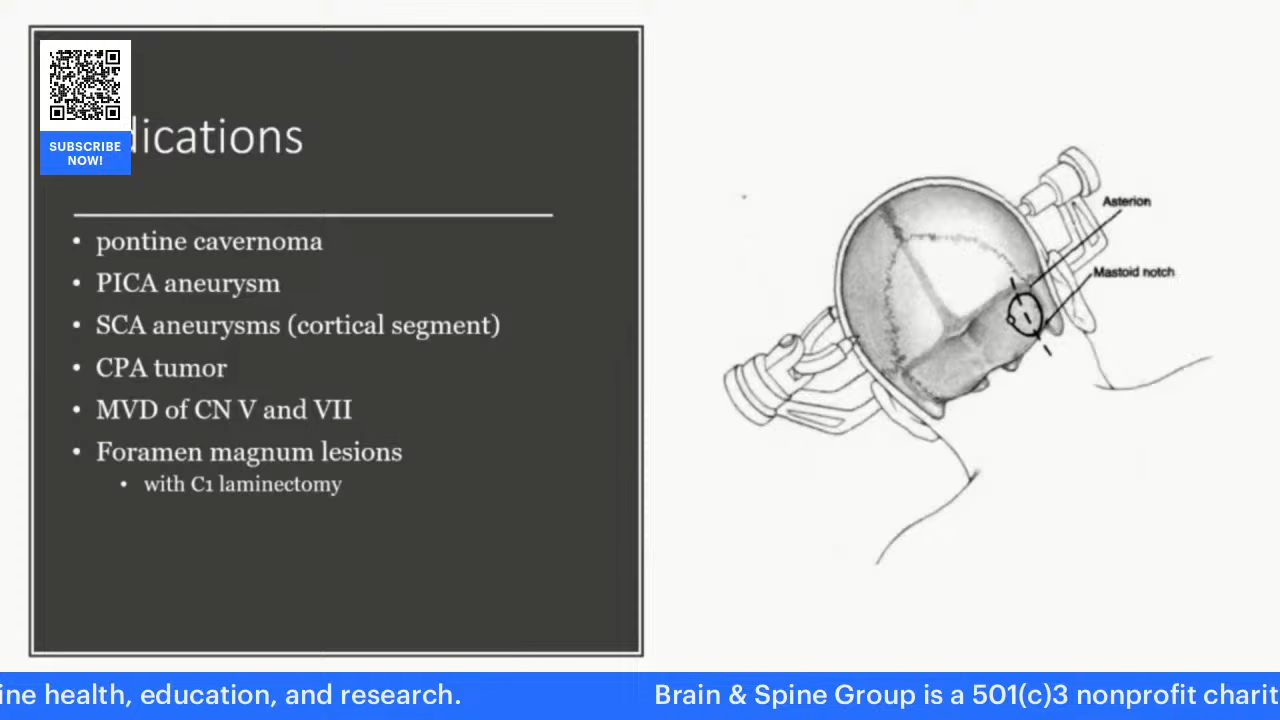 SUBSCRIBE
NOW!
dications
• pontine cavernoma
• PICA aneurysm
• SCA aneurysms (cortical segment)
• CPA tumor
• MVD of CN V and VII
• Foramen magnum lesions
• with C1 laminectomy
Asterion
Mastoid notch
ine health, education, and research.
Brain & Spine Group is a 501(c)3 nonprofit charit